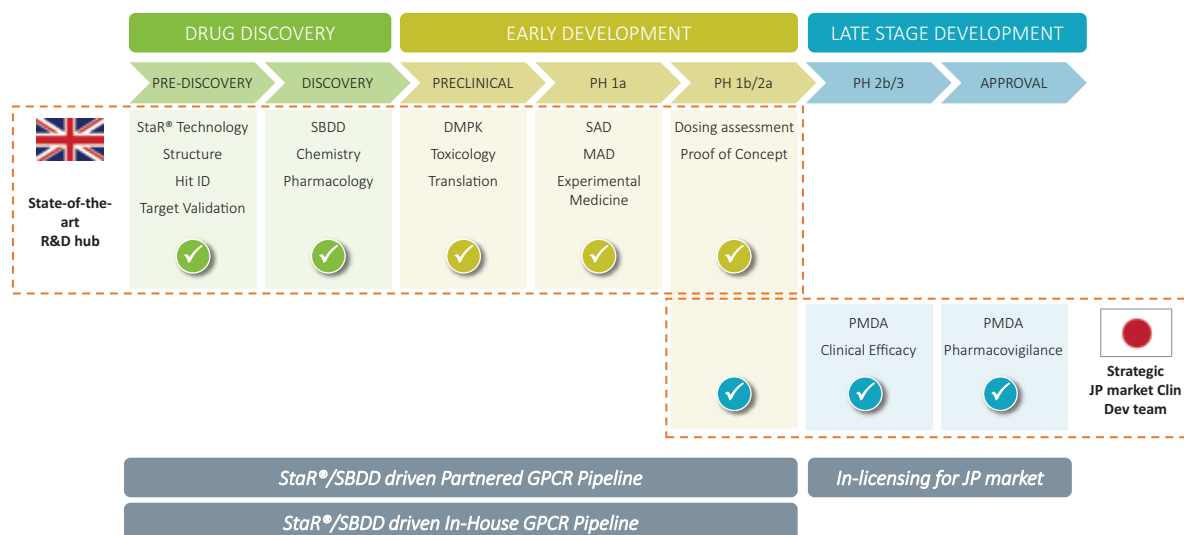 DRUG DISCOVERY
EARLY DEVELOPMENT
LATE STAGE DEVELOPMENT
PRE-DISCOVERY
DISCOVERY
PRECLINICAL
PH 1a
PH 1b/2a
PH 2b/3
APPROVAL
State-of-the-
art
R&D hub
StaR® Technology
Structure
Hit ID
Target Validation
SBDD
Chemistry
Pharmacology
DMPK
Toxicology
Translation
SAD
MAD
Experimental
Medicine
Dosing assessment
Proof of Concept
PMDA
Clinical Efficacy
PMDA
Pharmacovigilance
Strategic
JP market Clin
Dev team
StaR®/SBDD driven Partnered GPCR Pipeline
In-licensing for JP market
StaR®/SBDD driven In-House GPCR Pipeline